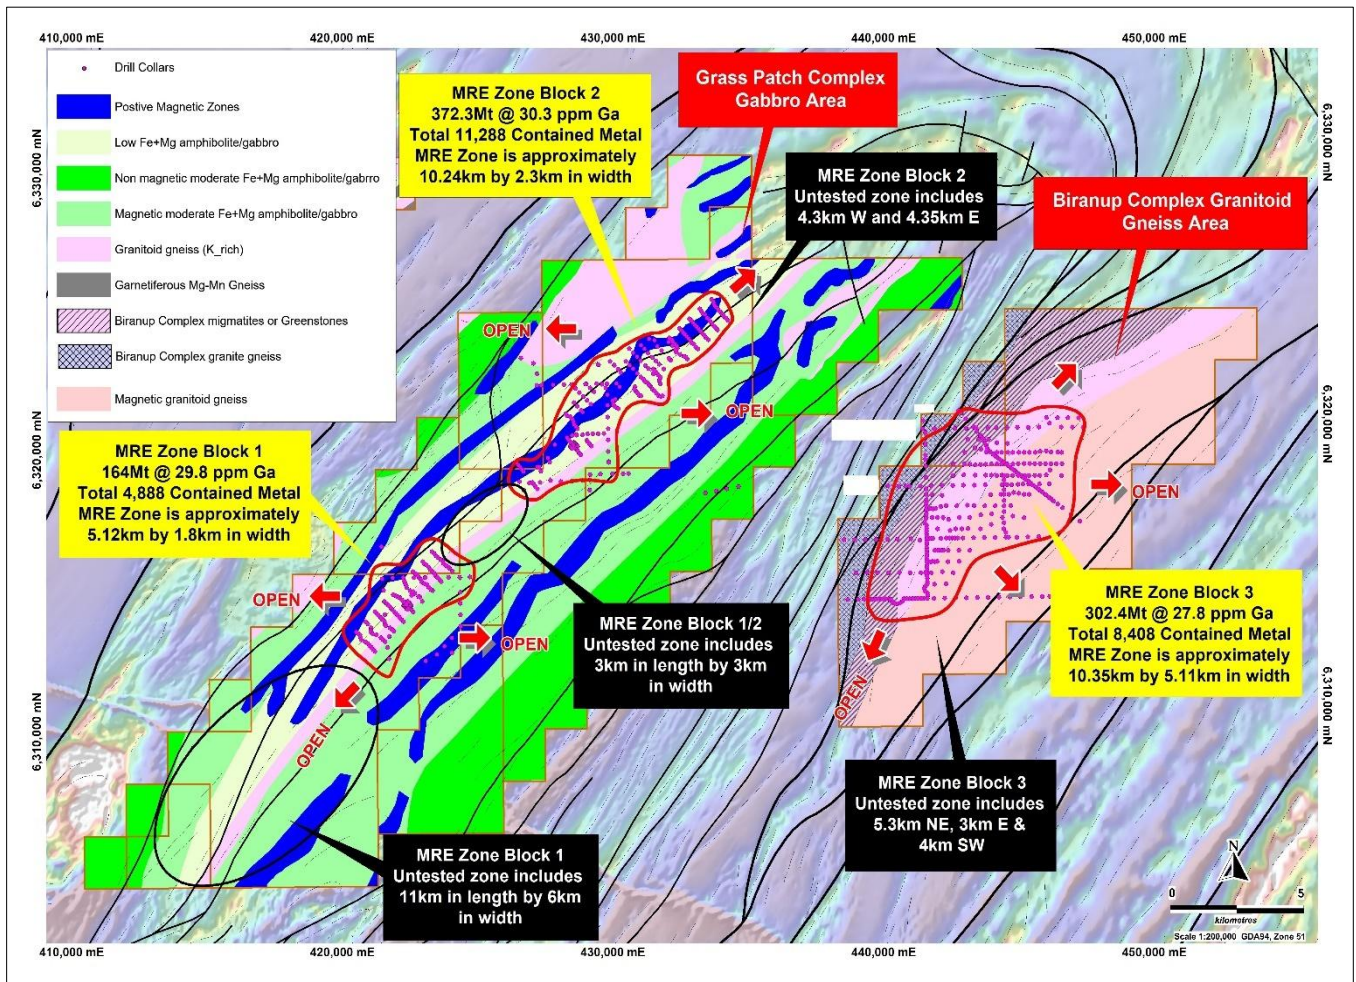 410,000 mE
420,000 mE
430,000 mE
440,000 mE
450,000 mE
Drill Collars
Postive Magnetic Zones
Low Fe+Mg amphibolite/gabbro
Non magnetic moderate Fe+Mg amphibolite/gabrro
Magnetic moderate Fe+Mg amphibolite/gabbro
Granitoid gneiss (K_rich)
Garnetiferous Mg-Mn Gneiss
Biranup Complex migmatites or Greenstones
Biranup Complex granite gneiss
Magnetic granitoid gneiss
MRE Zone Block 2
372.3Mt @ 30.3 ppm Ga
Total 11,288 Contained Metal
MRE Zone is approximately
10.24km by 2.3km in width
Grass Patch Complex
Gabbro Area
MRE Zone Block 2
Untested zone includes
4.3km W and 4.35km E
Biranup Complex Granitoid
Gneiss Area
6,330,000 mN
6,330,000 mN
OPEN
OPEN
6,320,000 mN
6,320,000 mN
MRE Zone Block 1
164Mt @ 29.8 ppm Ga
Total 4,888 Contained Metal
MRE Zone is approximately
5.12km by 1.8km in width
OPEN
OPEN
OPEN
OPEN
OPEN
MRE Zone Block 1/2
Untested zone includes
3km in length by 3km
in width
MRE Zone Block 3
302.4Mt @ 27.8 ppm Ga
Total 8,408 Contained Metal
MRE Zone is approximately
10.35km by 5.11km in width
6,310,000 mN
6,310,000 mN
MRE Zone Block 3
Untested zone includes
5.3km NE, 3km E &
4km SW
MRE Zone Block 1
Untested zone includes
11km in length by 6km
in width
N
0
5
kilometres
Scale 1:200,000 GDA94, Zone 51
410,000 mE
420,000 mE
430,000 mE
440,000 mE
450,000 mE